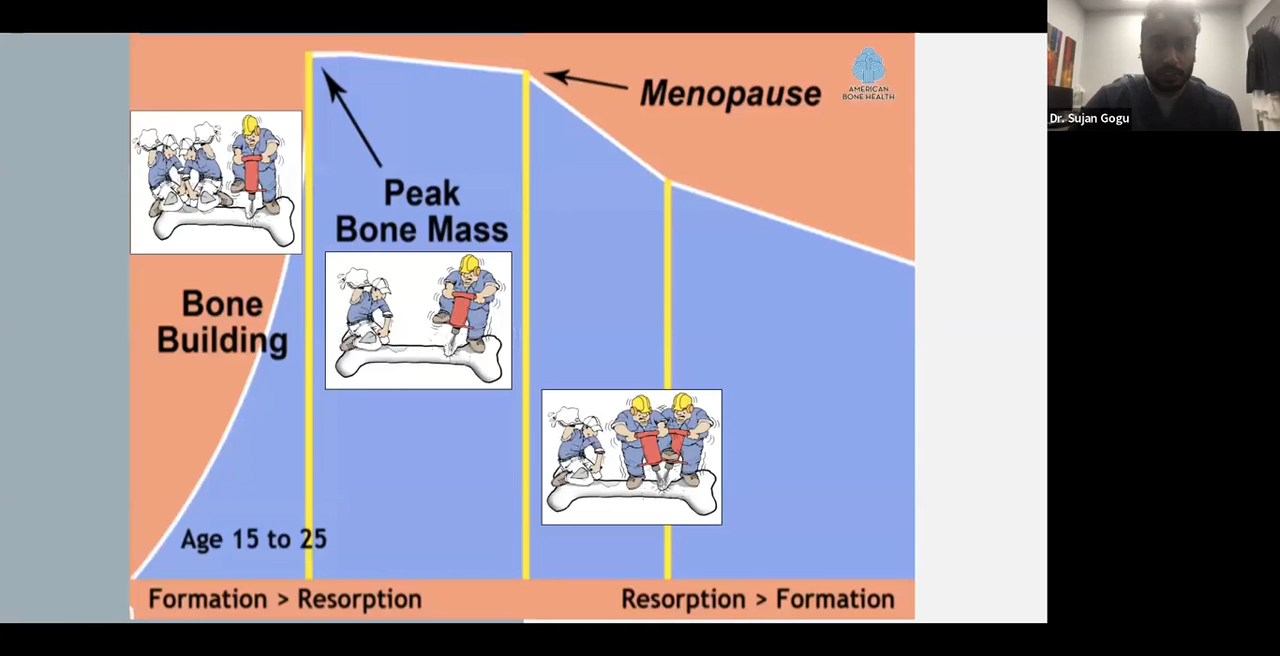 Menopause
AMERICAN
BONE HEALTH
Dr. Sujan Gogu
Peak
Bone Mass
Bone
Building
Age 15 to 25
Formation > Resorption
Resorption > Formation